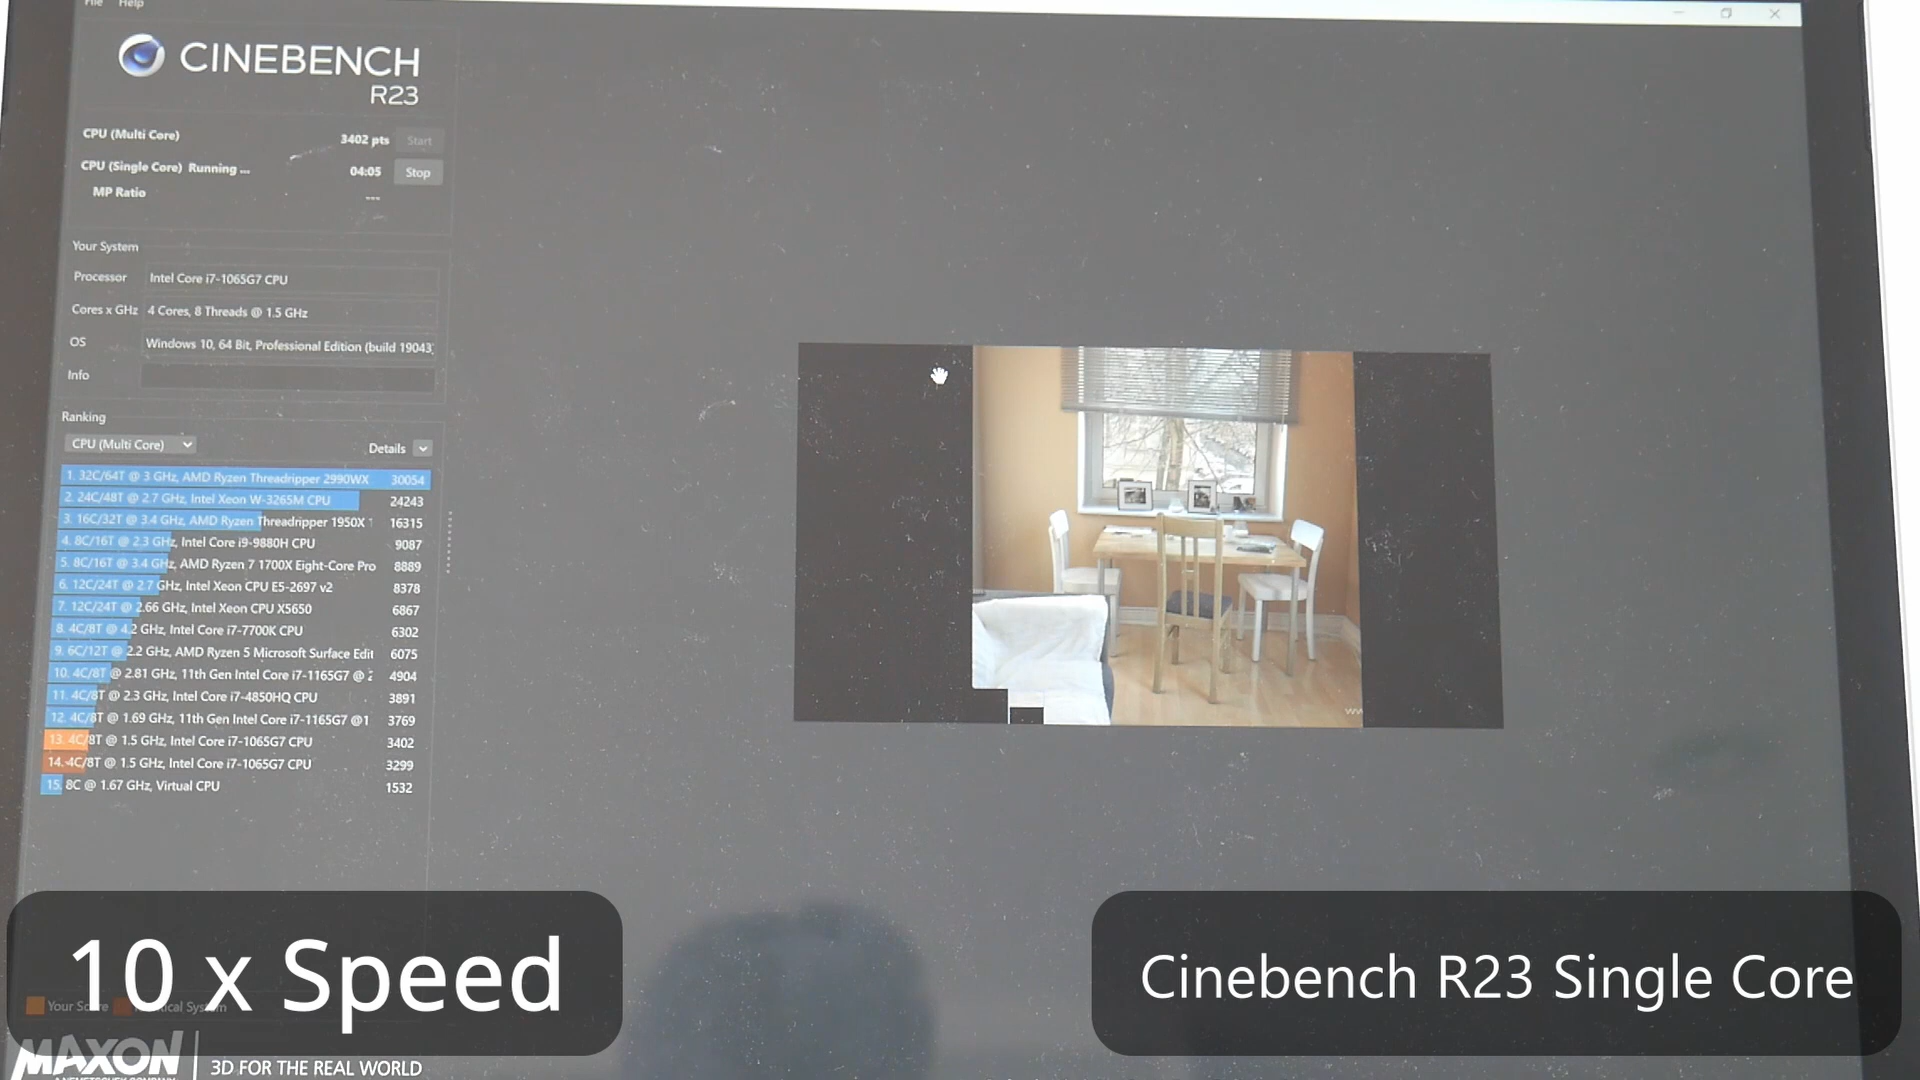 File Help
CINEBENCH
R23
CPU (Multi Core) 3402 pts Start
CPU (Single Core) Running ... 04:05 Stop
MP Ratio ---
Your System
Processor Intel Core i7-1065G7 CPU
Cores x GHz 4 Cores, 8 Threads @ 1.5 GHz
OS Windows 10, 64 Bit, Professional Edition (build 19043)
Info
Ranking
CPU (Multi Core) Details
1. 32C/64T @ 3 GHz, AMD Ryzen Threadripper 2990WX 30054
2. 24C/48T @ 2.7 GHz, Intel Xeon W-3265M CPU 24243
3. 16C/32T @ 3.4 GHz, AMD Ryzen Threadripper 1950X 16315
4. 8C/16T @ 2.3 GHz, Intel Core i9-9880H CPU 9087
5. 8C/16T @ 3.4 GHz, AMD Ryzen 7 1700X Eight-Core Pro 8889
6. 12C/24T @ 2.7 GHz, Intel Xeon CPU E5-2697 v2 8378
7. 12C/24T @ 2.66 GHz, Intel Xeon CPU X5650 6867
8. 4C/8T @ 4.2 GHz, Intel Core i7-7700K CPU 6302
9. 6C/12T @ 2.2 GHz, AMD Ryzen 5 Microsoft Surface Edit 6075
10. 4C/8T @ 2.81 GHz, 11th Gen Intel Core i7-1165G7 @ 2 4904
11. 4C/8T @ 2.3 GHz, Intel Core i7-4850HQ CPU 3891
12. 4C/8T @ 1.69 GHz, 11th Gen Intel Core i7-1165G7 @1 3769
13. 4C/8T @ 1.5 GHz, Intel Core i7-1065G7 CPU 3402
14. 4C/8T @ 1.5 GHz, Intel Core i7-1065G7 CPU 3299
15. 8C @ 1.67 GHz, Virtual CPU 1532
10 x Speed
Cinebench R23 Single Core
Your Score
MAXON 3D FOR THE REAL WORLD